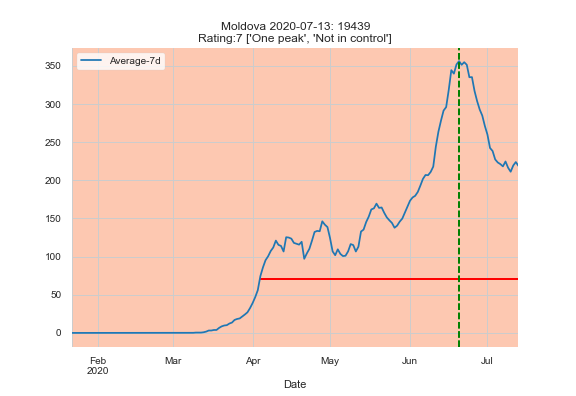 Moldova 2020-07-13: 19439
Rating:7 ['One peak', 'Not in control']
Average-7d
350
300
250
200
150
100
50
0
Feb
2020
Mar
Apr
May
Jun
Jul
Date